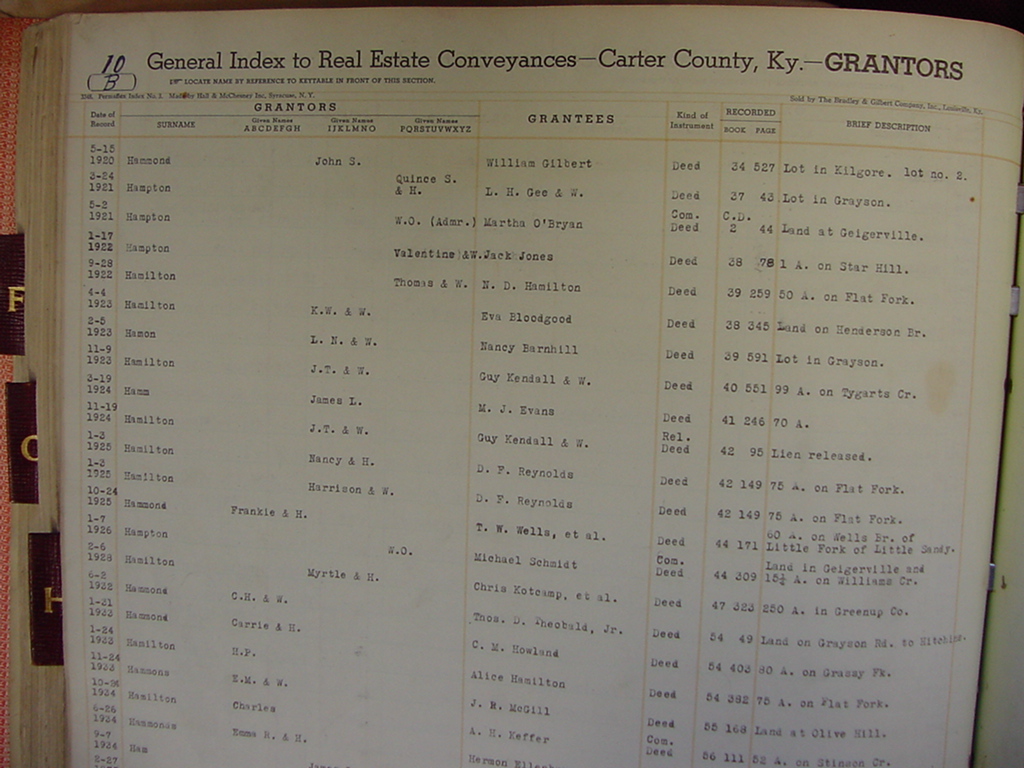 10
B
General Index to Real Estate Conveyances—Carter County, Ky.—GRANTORS
LOCATE NAME BY REFERENCE TO KEYTABLE IN FRONT OF THIS SECTION.
Permaflex Index No. 3. Made by Hall & McChesney Inc, Syracuse, N. Y. Sold by The Bradley & Gilbert Company, Inc., Louisville, Ky.
Date of Record GRANTORS GRANTEES Kind of Instrument RECORDED BRIEF DESCRIPTION
SURNAME Given Names ABCDEFGH Given Names IJKLMNO Given Names PQRSTUVWXYZ BOOK PAGE
5-15
1920 Hammond John S. William Gilbert Deed 34 527 Lot in Kilgore. lot no. 2.
3-24 Quince S.
1921 Hampton & H. L. H. Gee & W. Deed 37 43 Lot in Grayson.
5-2 Com. C.D.
1921 Hampton W.O. (Admr.) Martha O'Bryan Deed 2 44 Land at Geigerville.
1-17
1922 Hampton Valentine &W. Jack Jones Deed 38 78 1 A. on Star Hill.
9-28
1922 Hamilton Thomas & W. N. D. Hamilton Deed 39 259 50 A. on Flat Fork.
4-4
1923 Hamilton K.W. & W. Eva Bloodgood Deed 38 345 Land on Henderson Br.
2-5
1923 Hamon L. N. & W. Nancy Barnhill Deed 39 591 Lot in Grayson.
11-9
1923 Hamilton J.T. & W. Guy Kendall & W. Deed 40 551 99 A. on Tygarts Cr.
3-19
1924 Hamm James L. M. J. Evans Deed 41 246 70 A.
11-19 Rel.
1924 Hamilton J.T. & W. Guy Kendall & W. Deed 42 95 Lien released.
1-3
1925 Hamilton Nancy & H. D. F. Reynolds Deed 42 149 75 A. on Flat Fork.
1-3
1925 Hamilton Harrison & W. D. F. Reynolds Deed 42 149 75 A. on Flat Fork.
10-24 60 A. on Wells Br. of
1925 Hammond Frankie & H. T. W. Wells, et al. Deed 44 171 Little Fork of Little Sandy.
1-7 Com. Land in Geigerville and
1926 Hampton W.O. Michael Schmidt Deed 44 309 15½ A. on Williams Cr.
2-6
1928 Hamilton Myrtle & H. Chris Kotcamp, et al. Deed 47 323 250 A. in Greenup Co.
6-2
1932 Hammond C.H. & W. Thos. D. Theobald, Jr. Deed 54 49 Land on Grayson Rd. to Hitchins.
1-21
1933 Hammond Carrie & H. C. M. Howland Deed 54 403 80 A. on Grassy Fk.
1-24
1933 Hamilton H.P. Alice Hamilton Deed 54 382 75 A. on Flat Fork.
11-24
1933 Hammons Z.M. & W. J. R. McGill Deed 55 168 Land at Olive Hill.
Com.
1934 Hamilton Charles A. H. Keffer Deed 56 111 52 A. on Stinson Cr.
6-26
1934 Hammonds Emma R. & H. Hermon
9-7
1934 Ham
2-27
F
C
H